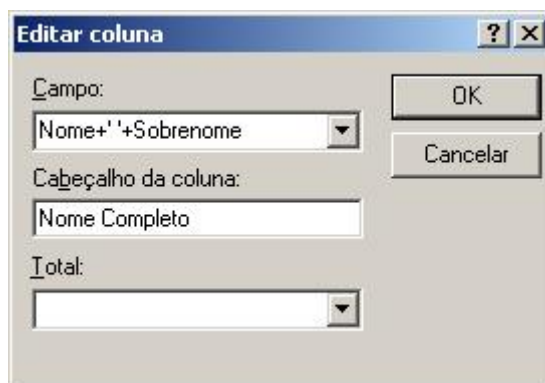 Editar coluna
Campo:
Nome+' '+Sobrenome
Cabeçalho da coluna:
Nome Completo
Total:
OK
Cancelar